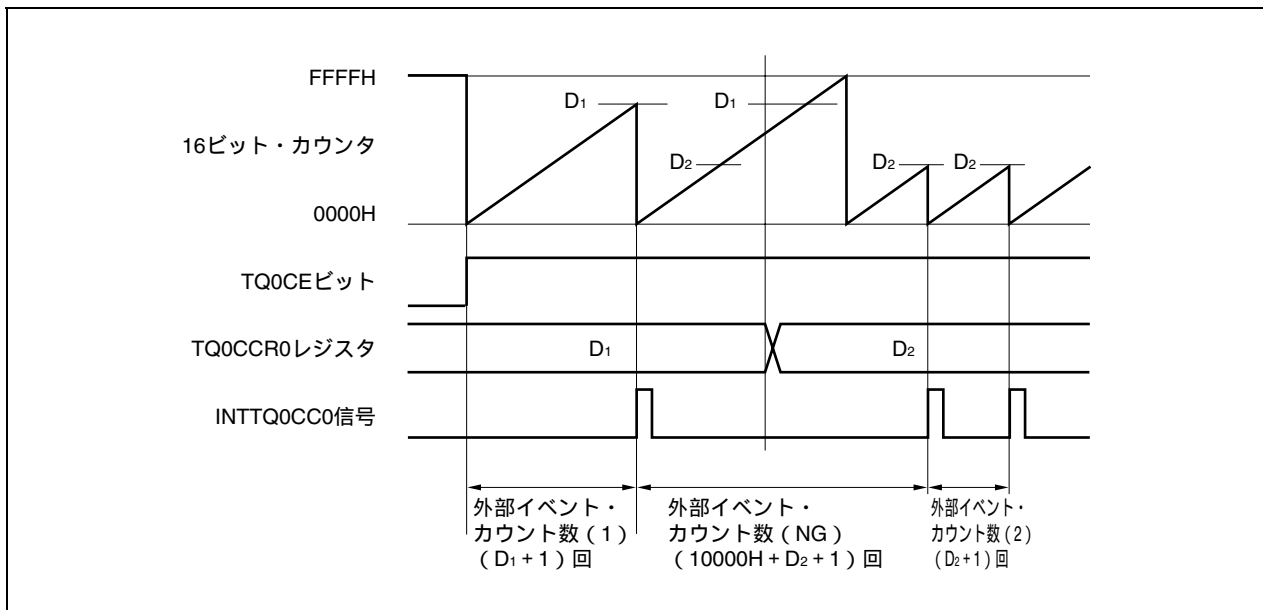 FFFFH
16ビット・カウンタ
0000H
D1
D1
D2
D2
D2
TQ0CEビット
TQ0CCR0レジスタ
D1
D2
INTTQ0CC0信号
外部イベント・
カウント数(1)
(D1+1)回
外部イベント・
カウント数(NG)
(10000H+D2+1)回
外部イベント・
カウント数(2)
(D2+1)回